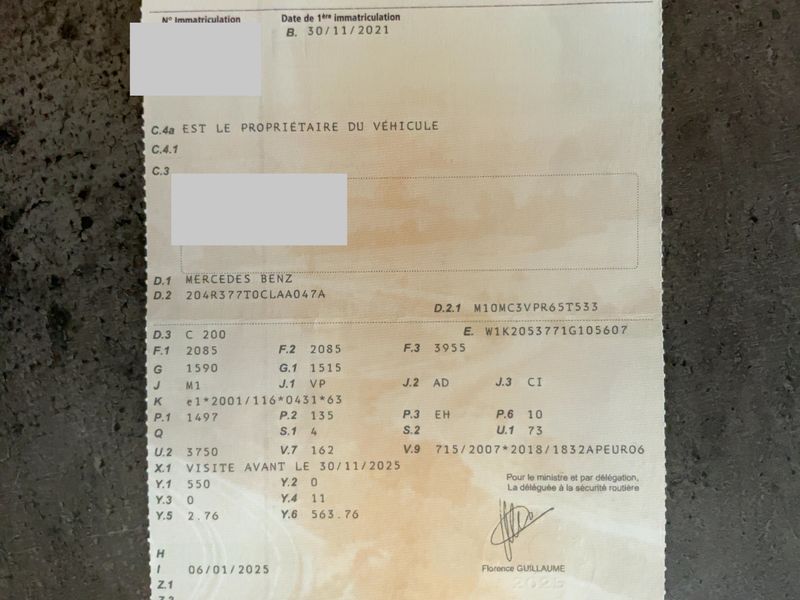 N° Immatriculation Date de 1ère immatriculation
B. 30/11/2021
C.4a EST LE PROPRIÉTAIRE DU VÉHICULE
C.4.1
C.3
D.1 MERCEDES BENZ
D.2 204R377T0CLAA047A
D.2.1 M10MC3VPR65T533
D.3 C 200 E. W1K2053771G105607
F.1 2085 F.2 2085 F.3 3955
G 1590 G.1 1515
J M1 J.1 VP J.2 AD J.3 CI
K e1*2001/116*0431*63
P.1 1497 P.2 135 P.3 EH P.6 10
Q S.1 4 S.2 U.1 73
U.2 3750 V.7 162 V.9 715/2007*2018/1832APEURO6
X.1 VISITE AVANT LE 30/11/2025
Y.1 550 Y.2 0
Y.3 0 Y.4 11
Y.5 2.76 Y.6 563.76
Pour le ministre et par délégation,
La déléguée à la sécurité routière
Florence GUILLAUME
H
I 06/01/2025
Z.1
Z.2